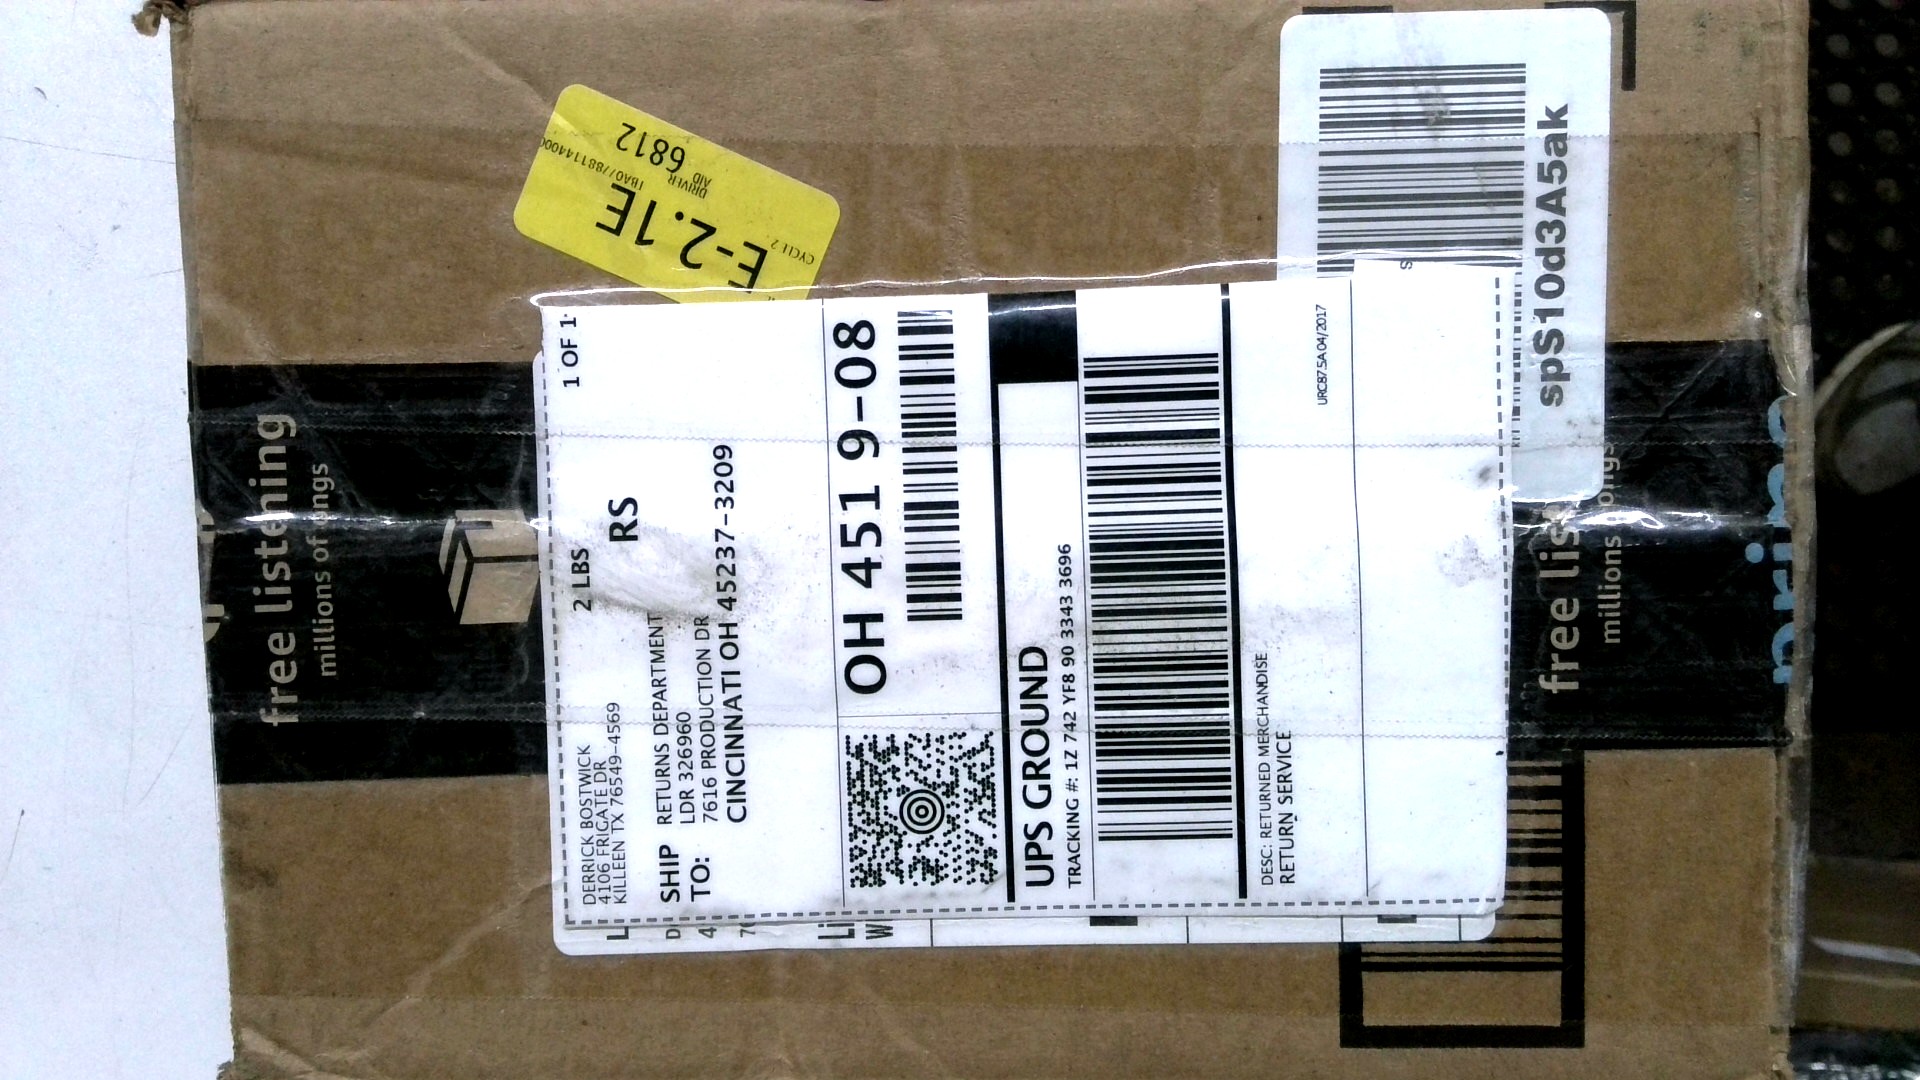 DERRICK BOSTWICK
4106 FRIGATE DR
KILLEEN TX 76549-4569
2 LBS
1 OF 1
RS
SHIP
TO:
RETURNS DEPARTMENT
LDR 326960
7616 PRODUCTION DR
CINCINNATI OH 45237-3209
OH 451 9-08
UPS GROUND
TRACKING #: 1Z 742 YF8 90 3343 3696
DESC: RETURNED MERCHANDISE
RETURN SERVICE
URC87.5A 04/2017
spS10d3A5ak
CYCLE 2
E-2.1E
DRIVER
AID
6812
free listening
millions of songs
free lis
millions
songs
prime